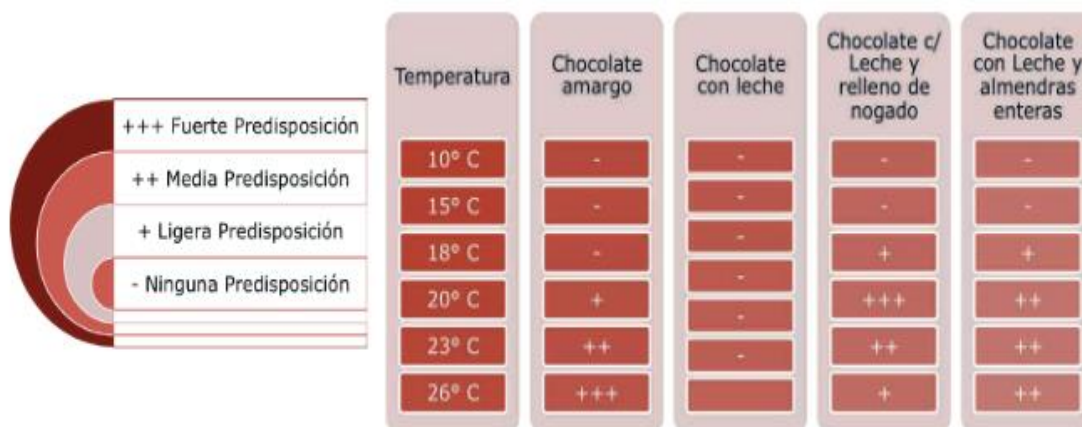 +++ Fuerte Predisposición
++ Media Predisposición
+ Ligera Predisposición
- Ninguna Predisposición
Temperatura
10° C
15° C
18° C
20° C
23° C
26° C
Chocolate
amargo
-
-
-
+
++
+++
Chocolate
con leche
-
-
-
-
-
-
Chocolate c/
Leche y
relleno de
nogado
-
-
+
+++
++
+
Chocolate
con Leche y
almendras
enteras
-
-
+
++
++
++